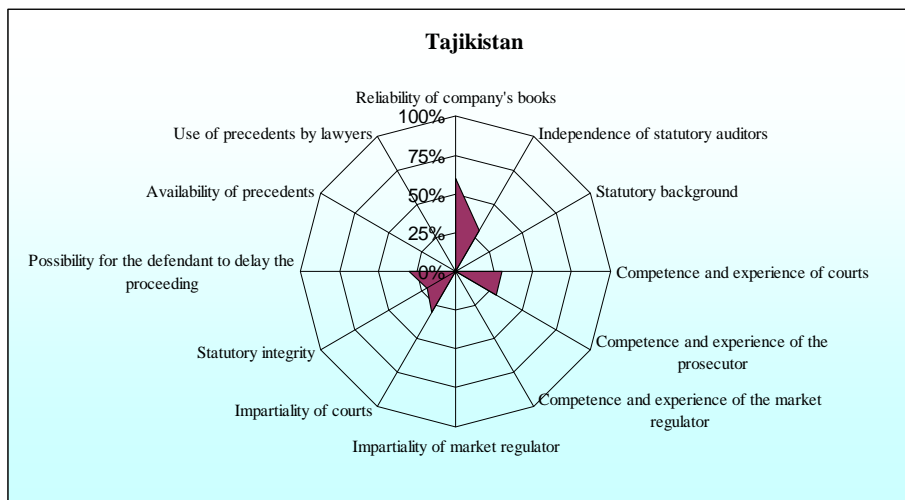 Tajikistan
Reliability of company's books
100%
Use of precedents by lawyers
Independence of statutory auditors
75%
Availability of precedents
50%
Statutory background
25%
Possibility for the defendant to delay the
proceeding
0%
Competence and experience of courts
Statutory integrity
Competence and experience of the
prosecutor
Impartiality of courts
Competence and experience of the market
regulator
Impartiality of market regulator